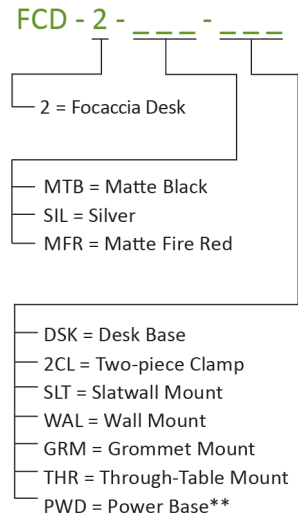 FCD - 2 - _ _ _ - _ _ _
2 = Focaccia Desk
MTB = Matte Black
SIL = Silver
MFR = Matte Fire Red
DSK = Desk Base
2CL = Two-piece Clamp
SLT = Slatwall Mount
WAL = Wall Mount
GRM = Grommet Mount
THR = Through-Table Mount
PWD = Power Base**